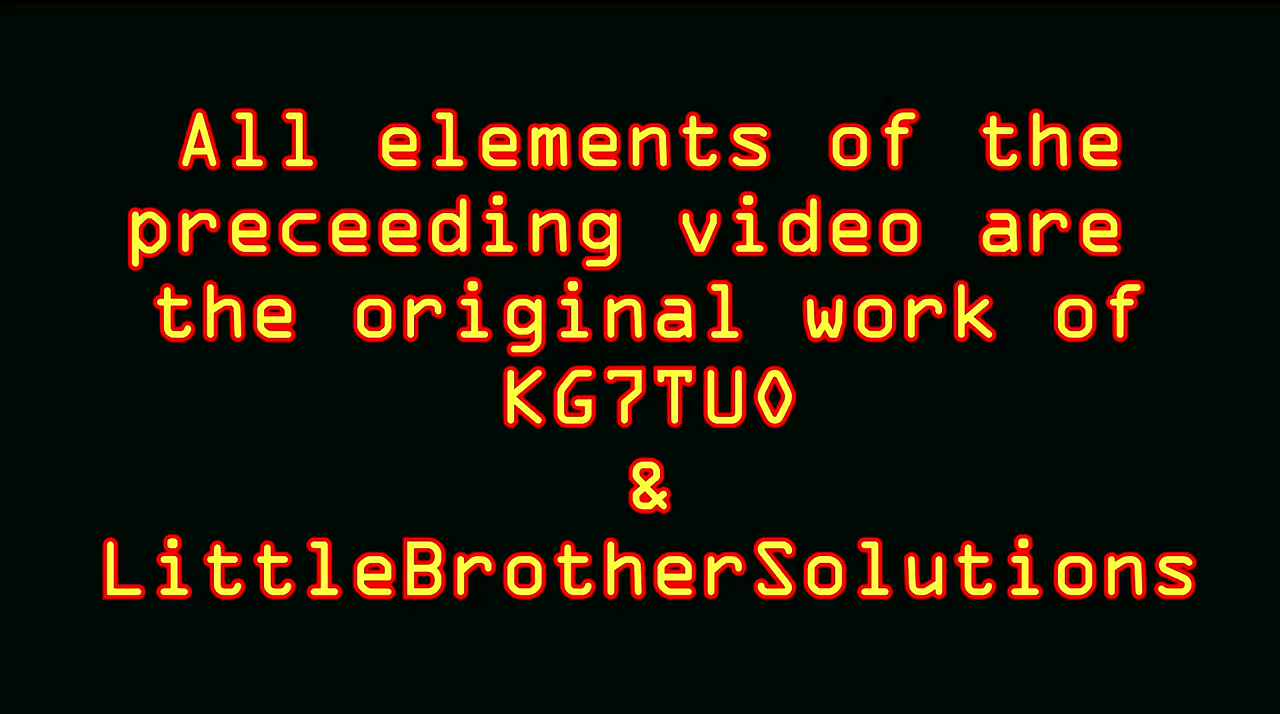 All elements of the
preceeding video are
the original work of
KG7TUO
&
LittleBrotherSolutions